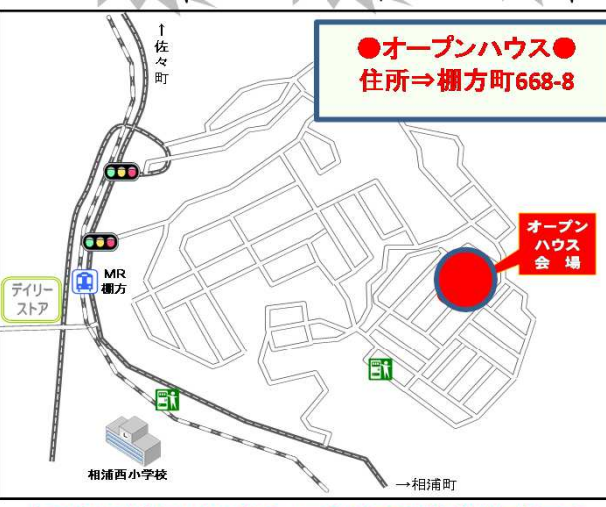 ●オープンハウス●
住所⇒棚方町668-8
↑
佐
々
町
オープン
ハウス
会 場
MR
棚方
デイリー
ストア
相浦西小学校
→相浦町